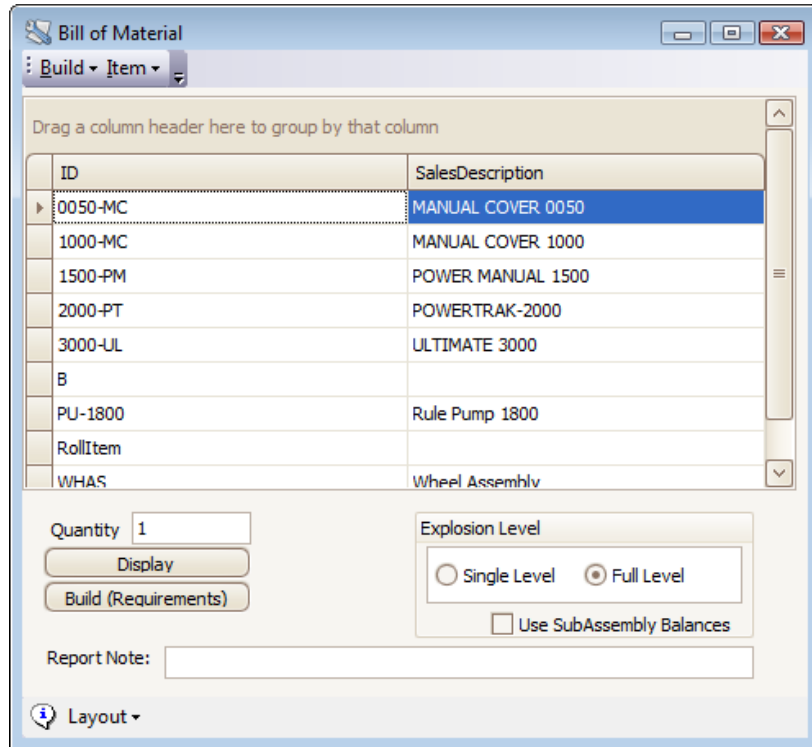 Bill of Material
Build Item
Drag a column header here to group by that column
ID SalesDescription
0050-MC MANUAL COVER 0050
1000-MC MANUAL COVER 1000
1500-PM POWER MANUAL 1500
2000-PT POWERTRAK-2000
3000-UL ULTIMATE 3000
B
PU-1800 Rule Pump 1800
RollItem
WHAS Wheel Assembly
Quantity 1
Explosion Level
Display
Single Level Full Level
Build (Requirements)
Use SubAssembly Balances
Report Note:
Layout